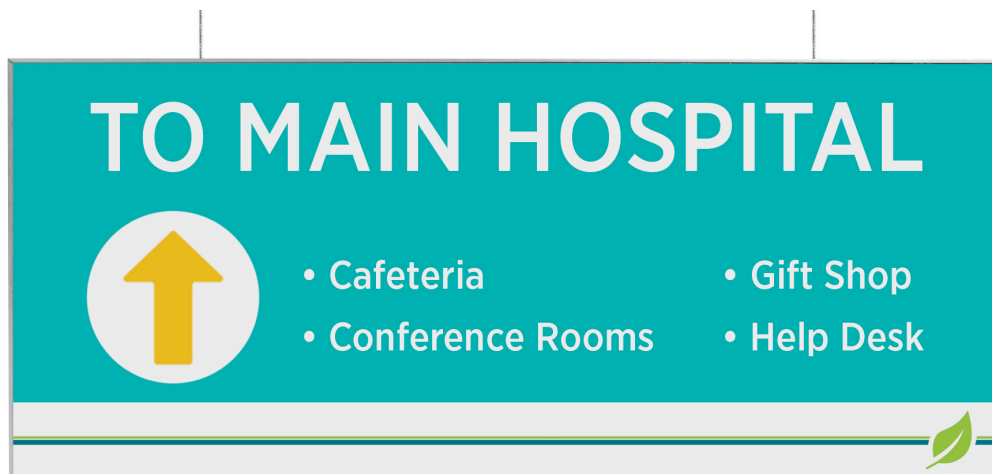 TO MAIN HOSPITAL
• Cafeteria
• Conference Rooms
• Gift Shop
• Help Desk